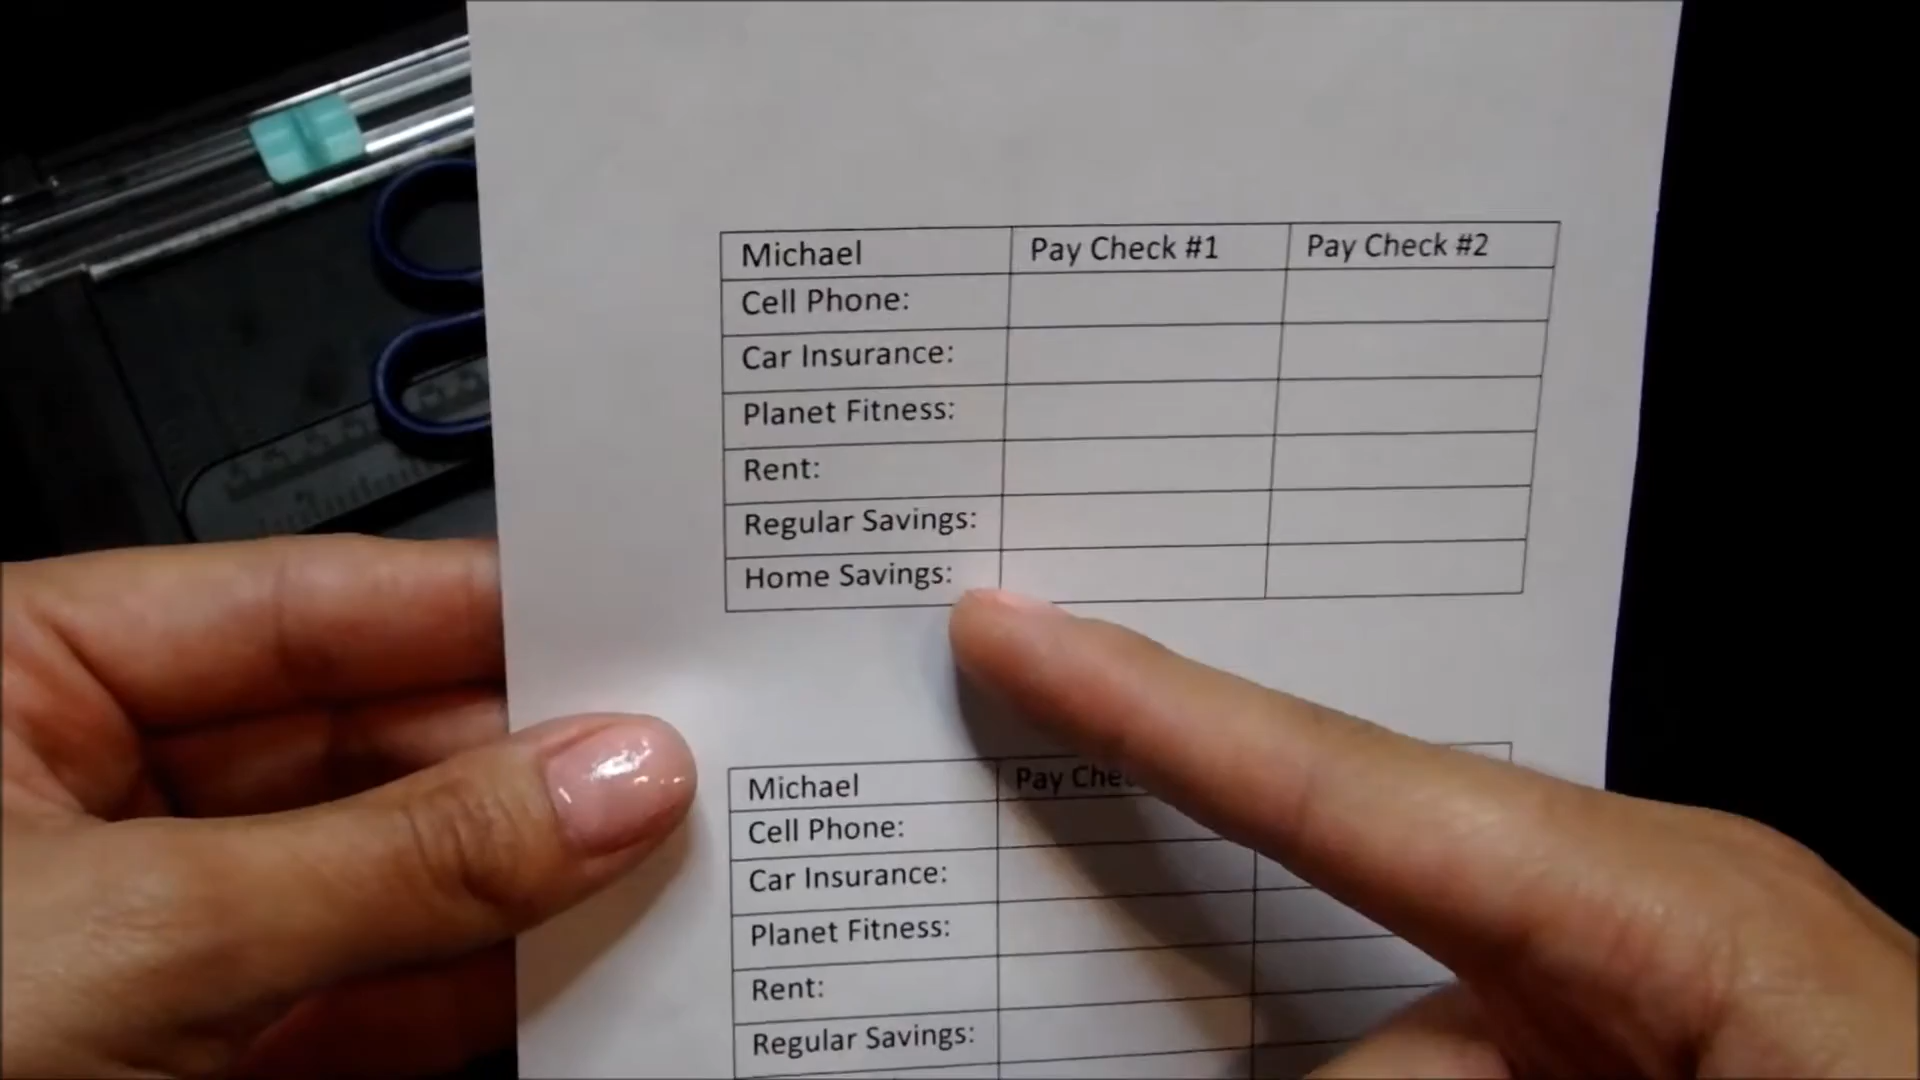 Michael Pay Check #1 Pay Check #2
Cell Phone:
Car Insurance:
Planet Fitness:
Rent:
Regular Savings:
Home Savings:
Michael Pay
Cell Phone:
Car Insurance:
Planet Fitness:
Rent:
Regular Savings: